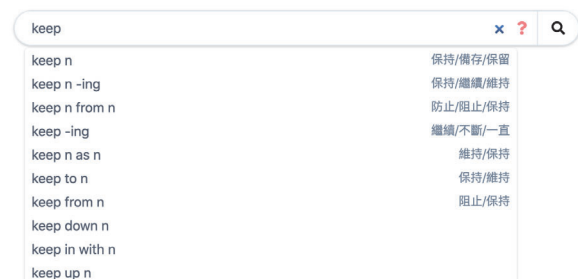 keep × ?
keep n 保持/備存/保留
keep n -ing 保持/繼續/維持
keep n from n 防止/阻止/保持
keep -ing 繼續/不斷/一直
keep n as n 維持/保持
keep to n 保持/維持
keep from n 阻止/保持
keep down n
keep in with n
keep up n